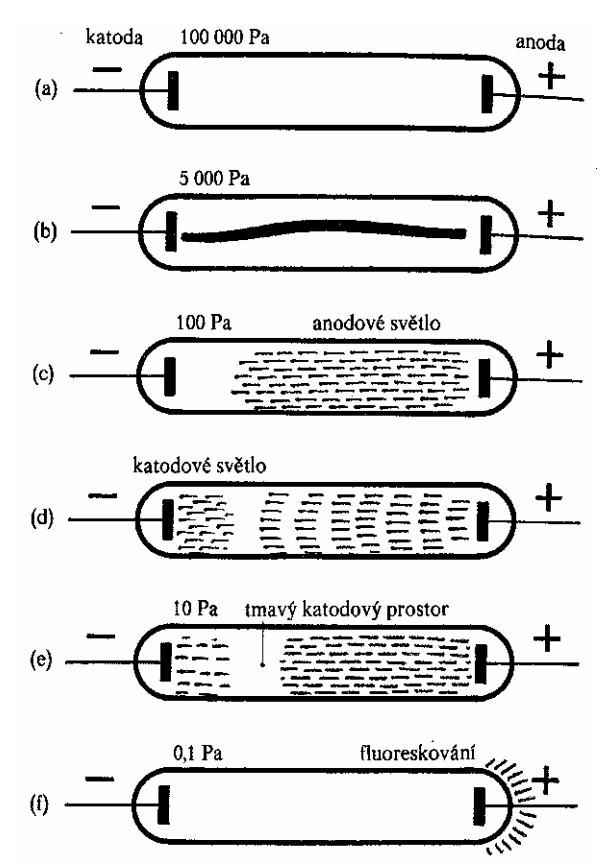 katoda 100 000 Pa anoda
− +
(a)
5 000 Pa
− +
(b)
100 Pa anodové světlo
− +
(c)
katodové světlo
− +
(d)
10 Pa tmavý katodový prostor
− +
(e)
0,1 Pa fluoreskování
− +
(f)